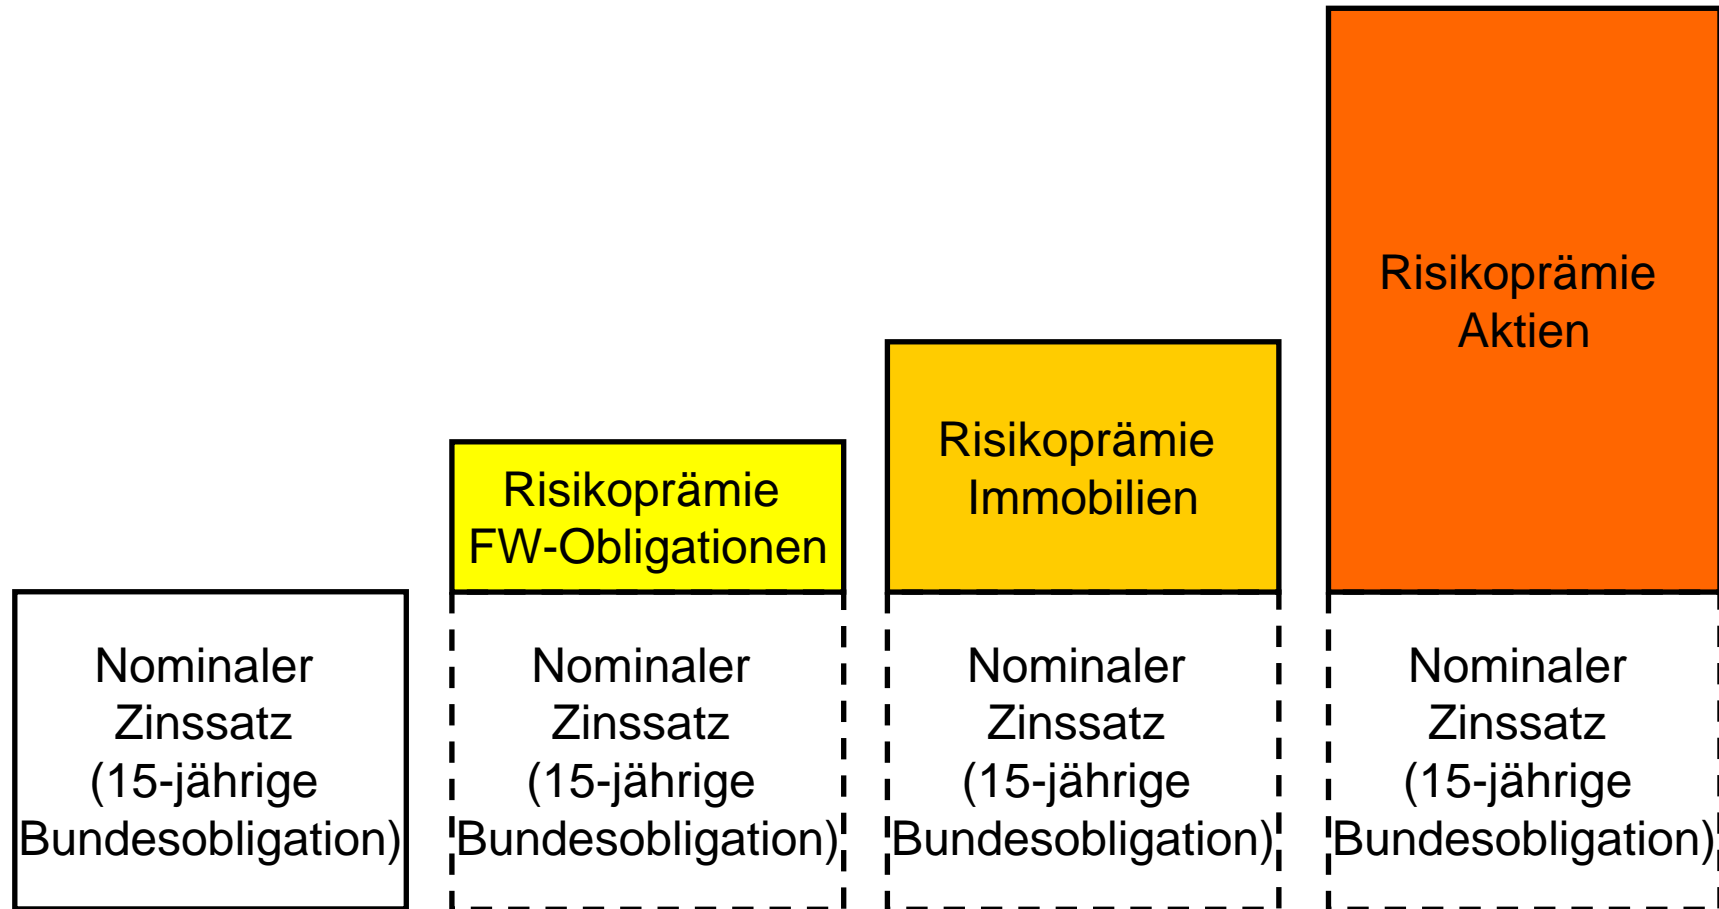 Risikoprämie
Aktien
Risikoprämie
Immobilien
Risikoprämie
FW-Obligationen
Nominaler
Zinssatz
(15-jährige
Bundesobligation)
Nominaler
Zinssatz
(15-jährige
Bundesobligation)
Nominaler
Zinssatz
(15-jährige
Bundesobligation)
Nominaler
Zinssatz
(15-jährige
Bundesobligation)